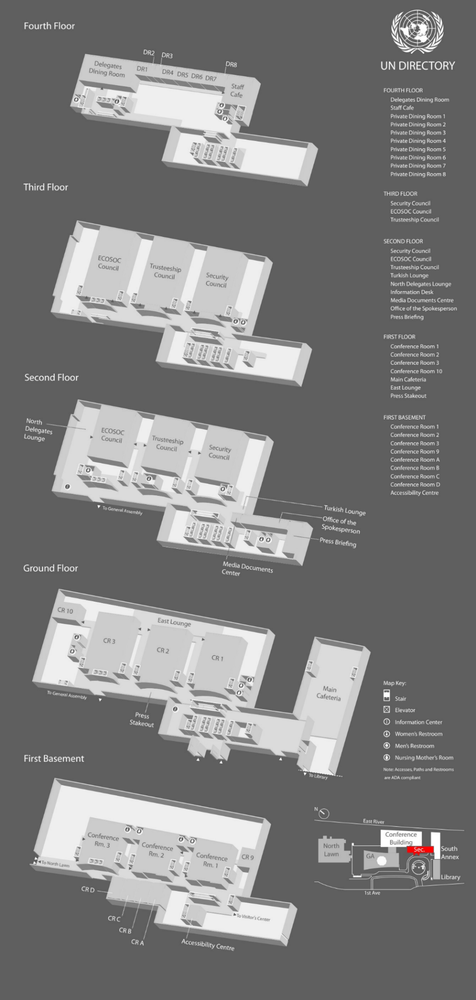 Fourth Floor
DR2
DR3
DR8
Delegates
Dining Room
DR1
DR4
DR5
DR6
DR7
Staff
Cafe
Third Floor
ECOSOC
Council
Trusteeship
Council
Security
Council
Second Floor
North
Delegates
Lounge
ECOSOC
Council
Trusteeship
Council
Security
Council
To General Assembly
Turkish Lounge
Office of the
Spokesperson
Press Briefing
Media Documents
Center
Ground Floor
CR 10
East Lounge
CR 3
CR 2
CR 1
Main
Cafeteria
To General Assembly
Press
Stakeout
To Library
First Basement
Conference
Rm. 3
Conference
Rm. 2
Conference
Rm. 1
CR 9
To North Lawn
CR D
CR C
CR B
CR A
To Visitor's Center
Accessibility Centre
UN DIRECTORY
FOURTH FLOOR
Delegates Dining Room
Staff Cafe
Private Dining Room 1
Private Dining Room 2
Private Dining Room 3
Private Dining Room 4
Private Dining Room 5
Private Dining Room 6
Private Dining Room 7
Private Dining Room 8
THIRD FLOOR
Security Council
ECOSOC Council
Trusteeship Council
SECOND FLOOR
Security Council
ECOSOC Council
Trusteeship Council
Turkish Lounge
North Delegates Lounge
Information Desk
Media Documents Centre
Office of the Spokesperson
Press Briefing
FIRST FLOOR
Conference Room 1
Conference Room 2
Conference Room 3
Conference Room 10
Main Cafeteria
East Lounge
Press Stakeout
FIRST BASEMENT
Conference Room 1
Conference Room 2
Conference Room 3
Conference Room 9
Conference Room A
Conference Room B
Conference Room C
Conference Room D
Accessibility Centre
Map Key:
Stair
Elevator
Information Center
Women's Restroom
Men's Restroom
Nursing Mother's Room
Note: Accesses, Paths and Restrooms
are ADA compliant
N
East River
Conference
Building
North
Lawn
Sec.
South
Annex
GA
Library
1st Ave